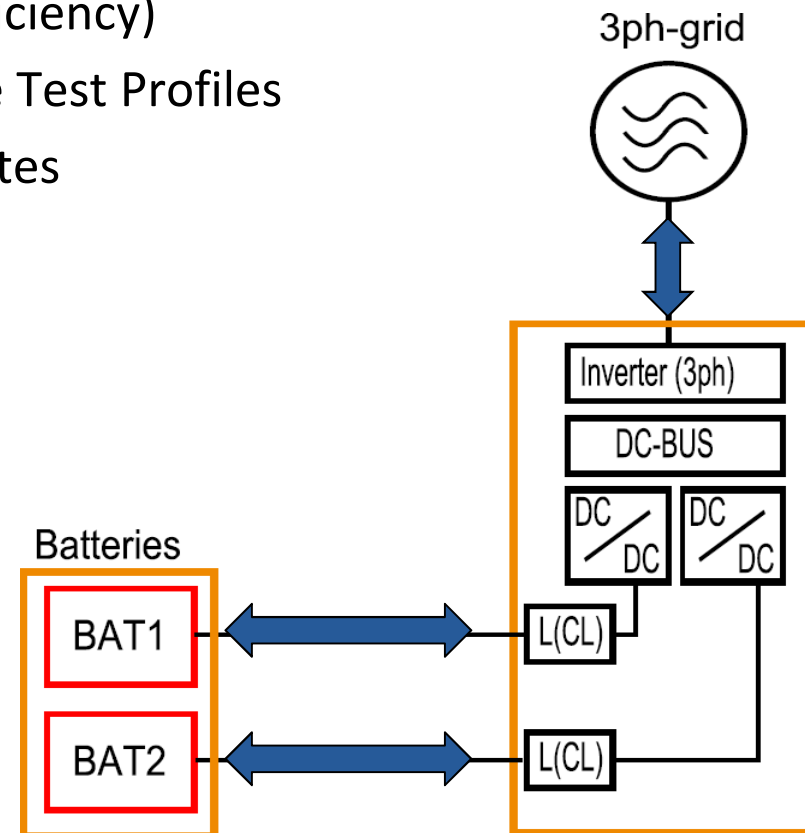 ciency)
Test Profiles
tes
3ph-grid
Inverter (3ph)
DC-BUS
DC
DC
DC
DC
Batteries
BAT1
L(CL)
BAT2
L(CL)